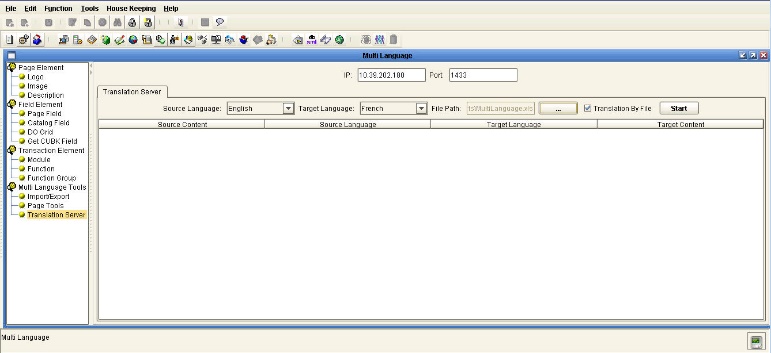 File Edit Function Tools House Keeping Help
Multi Language
Page Element
Logo
Image
Description
Field Element
Page Field
Catalog Field
DO Grid
Get CUBK Field
Transaction Element
Module
Function
Function Group
Multi Language Tools
Import/Export
Page Tools
Translation Server
IP: 10.39.202.180 Port 1433
Translation Server
Source Language: English Target Language: French File Path: ts\MultiLanguage.xls ... Translation By File Start
Source Content Source Language Target Language Target Content
Multi Language